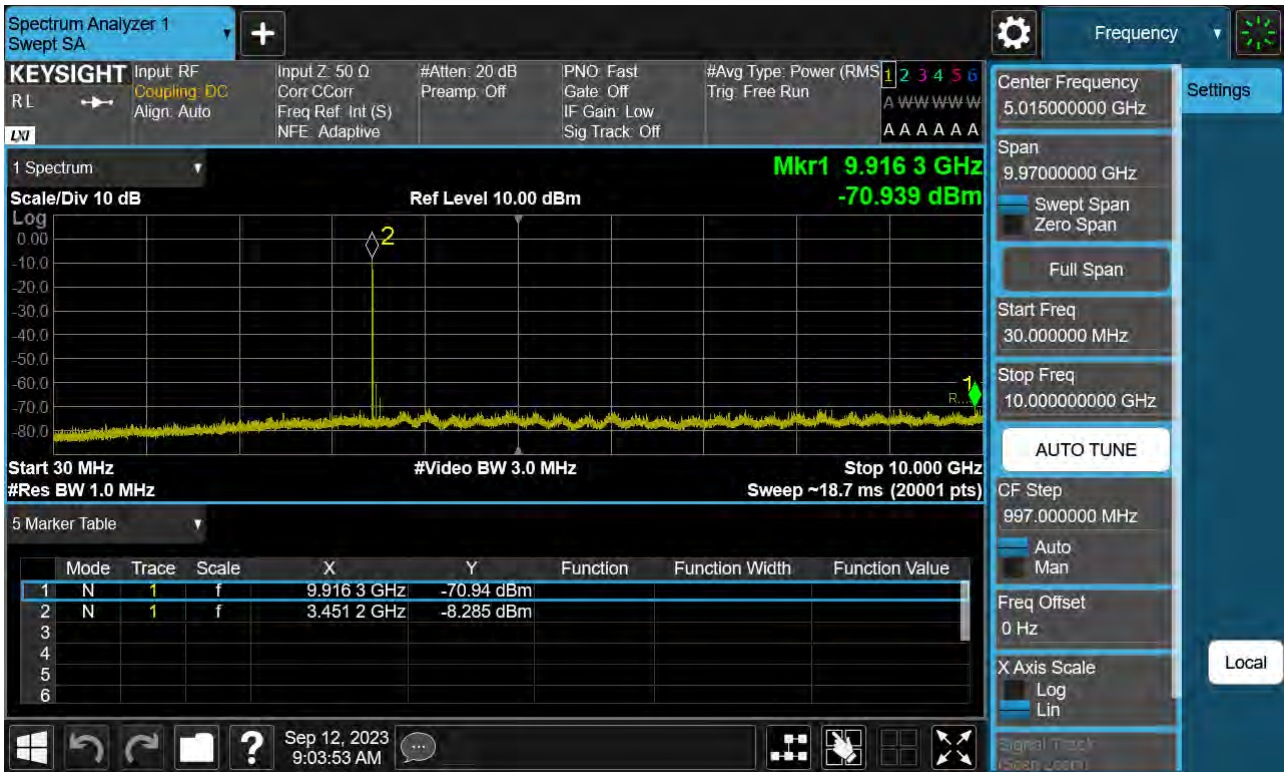 Spectrum Analyzer 1
Swept SA
+
Frequency
KEYSIGHT
RL
LXI
Input: RF
Coupling: DC
Align: Auto
Input Z: 50 Ω
Corr CCorr
Freq Ref: Int (S)
NFE: Adaptive
#Atten: 20 dB
Preamp: Off
PNO: Fast
Gate: Off
IF Gain: Low
Sig Track: Off
#Avg Type: Power (RMS
Trig: Free Run
1 2 3 4 5 6
A W W W W W
A A A A A A
1 Spectrum
Mkr1 9.916 3 GHz
Scale/Div 10 dB
Ref Level 10.00 dBm
-70.939 dBm
Log
0.00
-10.0
-20.0
-30.0
-40.0
-50.0
-60.0
-70.0
-80.0
2
1
R...
Start 30 MHz
#Video BW 3.0 MHz
Stop 10.000 GHz
#Res BW 1.0 MHz
Sweep ~18.7 ms (20001 pts)
5 Marker Table
Mode Trace Scale X Y Function Function Width Function Value
1 N 1 f 9.916 3 GHz -70.94 dBm
2 N 1 f 3.451 2 GHz -8.285 dBm
3
4
5
6
Sep 12, 2023
9:03:53 AM
?
Center Frequency
5.015000000 GHz
Settings
Span
9.97000000 GHz
Swept Span
Zero Span
Full Span
Start Freq
30.000000 MHz
Stop Freq
10.000000000 GHz
AUTO TUNE
CF Step
997.000000 MHz
Auto
Man
Freq Offset
0 Hz
X Axis Scale
Log
Lin
Local
Signal Track
(Span Zoom)